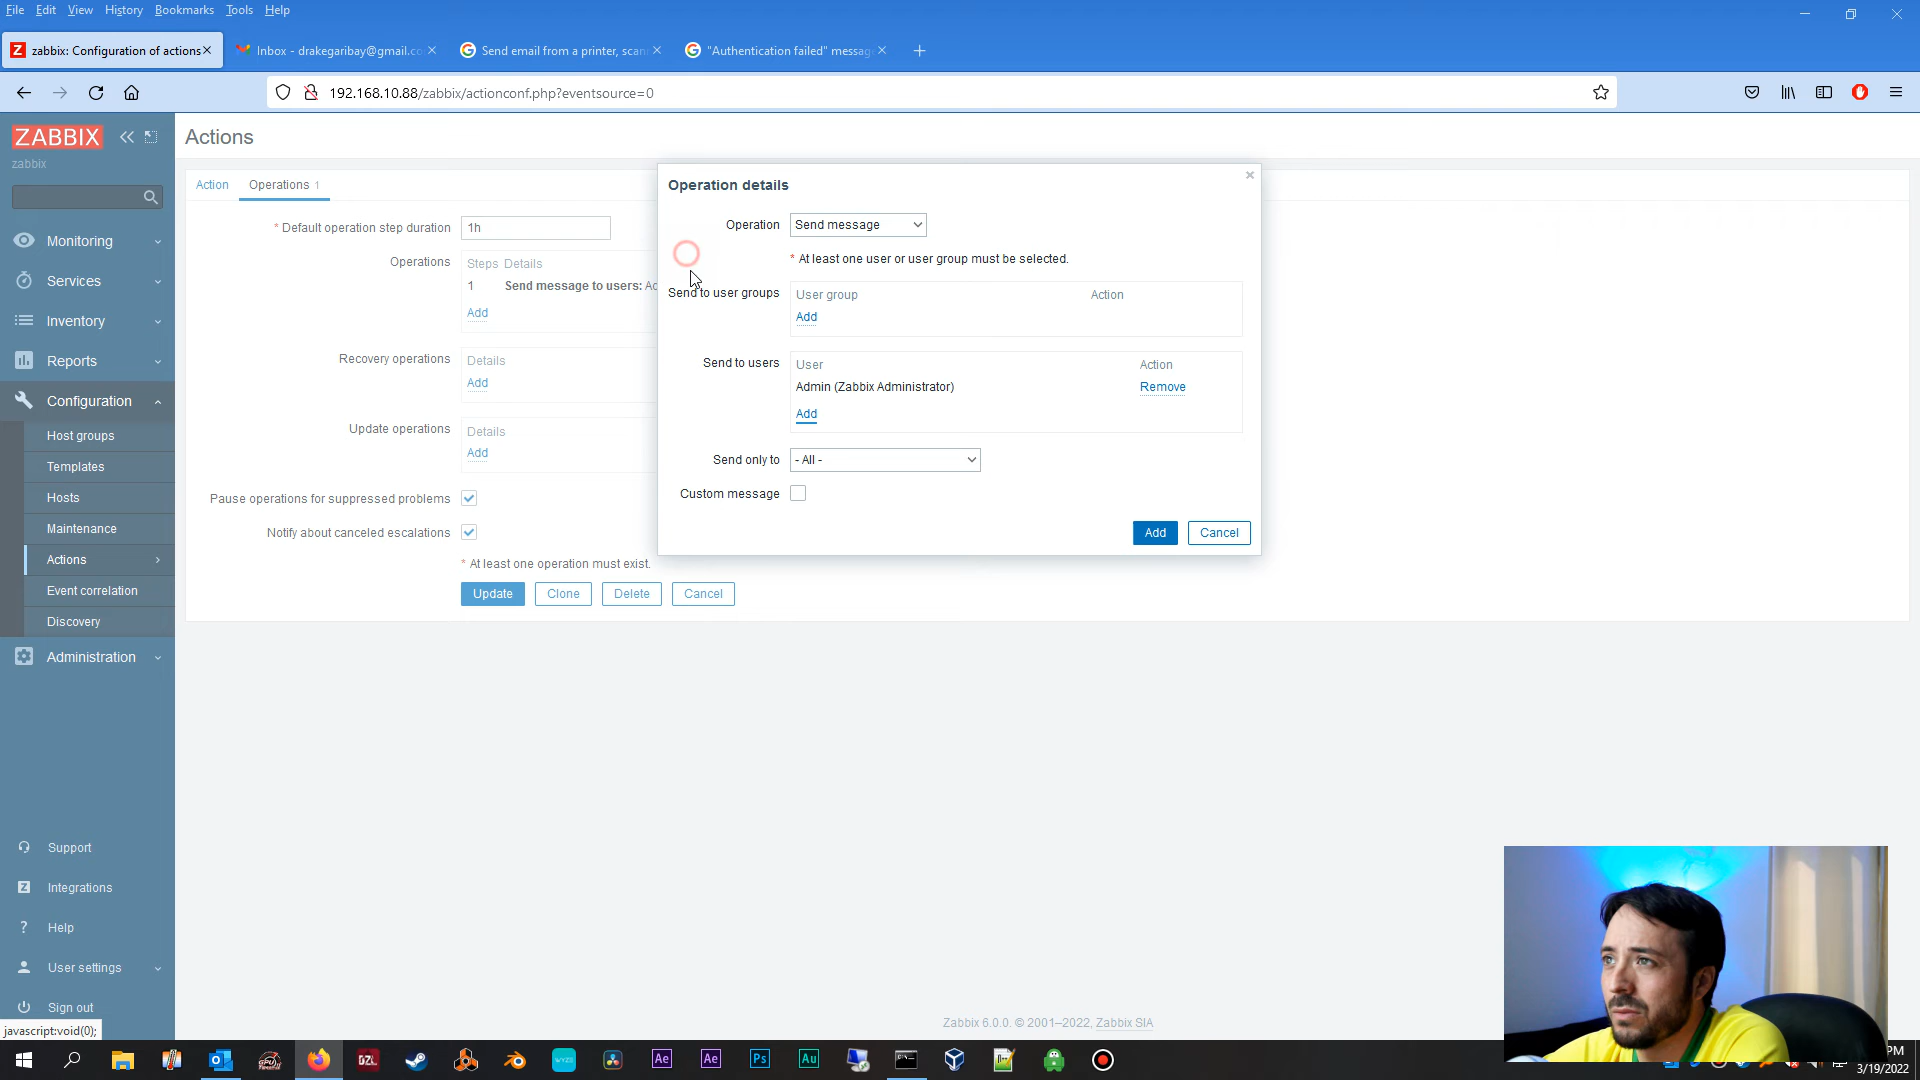 File Edit View History Bookmarks Tools Help
zabbix: Configuration of actions
Inbox - drakegaribay@gmail.co
Send email from a printer, scan
"Authentication failed" messag
192.168.10.88/zabbix/actionconf.php?eventsource=0
ZABBIX
zabbix
Monitoring
Services
Inventory
Reports
Configuration
Host groups
Templates
Hosts
Maintenance
Actions
Event correlation
Discovery
Administration
Support
Integrations
Help
User settings
Sign out
javascript:void(0);
Actions
Action Operations 1
* Default operation step duration 1h
Operations Steps Details
1 Send message to users: Ad
Add
Recovery operations Details
Add
Update operations Details
Add
Pause operations for suppressed problems
Notify about canceled escalations
* At least one operation must exist.
Update Clone Delete Cancel
Operation details
Operation Send message
* At least one user or user group must be selected.
Send to user groups User group Action
Add
Send to users User Action
Admin (Zabbix Administrator) Remove
Add
Send only to - All -
Custom message
Add Cancel
Zabbix 6.0.0. © 2001–2022, Zabbix SIA
DZL
WYZE
Ae
Ae
Ps
Au
PM
3/19/2022